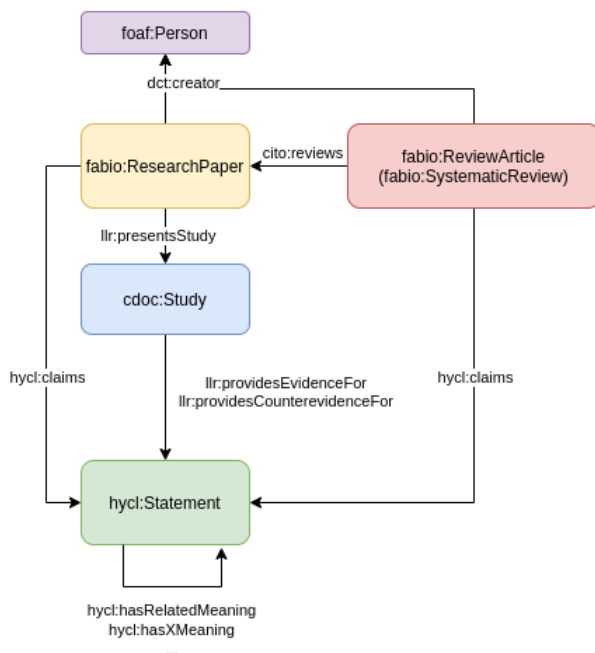 foaf:Person
dct:creator
fabio:ResearchPaper
cito:reviews
fabio:ReviewArticle
(fabio:SystematicReview)
llr:presentsStudy
cdoc:Study
hycl:claims
llr:providesEvidenceFor
llr:providesCounterevidenceFor
hycl:claims
hycl:Statement
hycl:hasRelatedMeaning
hycl:hasXMeaning